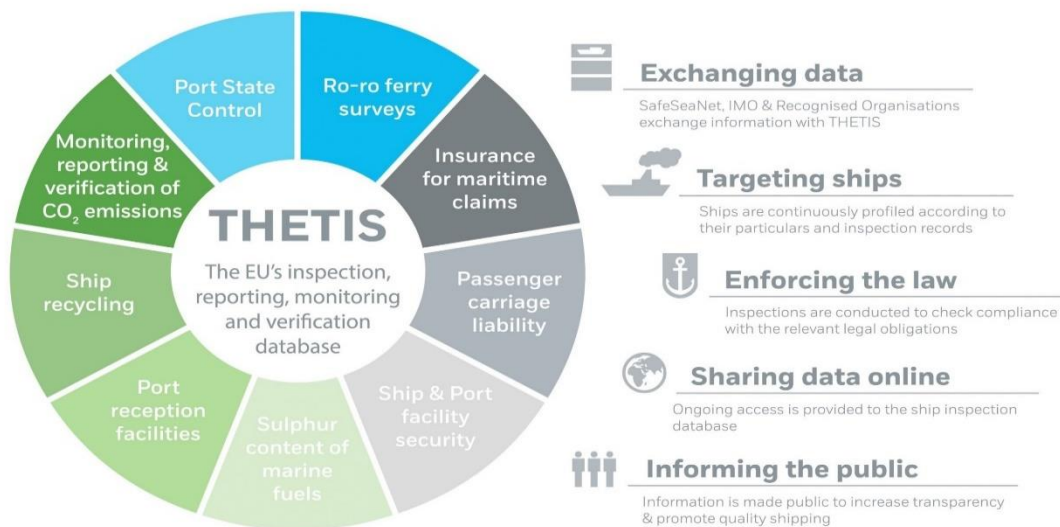 Port State
Control
Ro-ro ferry
surveys
Insurance
for maritime
claims
Passenger
carriage
liability
Ship & Port
facility
security
Sulphur
content of
marine
fuels
Port
reception
facilities
Ship
recycling
Monitoring,
reporting &
verification of
CO₂ emissions
THETIS
The EU's inspection,
reporting, monitoring
and verification
database
Exchanging data
SafeSeaNet, IMO & Recognised Organisations
exchange information with THETIS
Targeting ships
Ships are continuously profiled according to
their particulars and inspection records
Enforcing the law
Inspections are conducted to check compliance
with the relevant legal obligations
Sharing data online
Ongoing access is provided to the ship inspection
database
Informing the public
Information is made public to increase transparency
& promote quality shipping